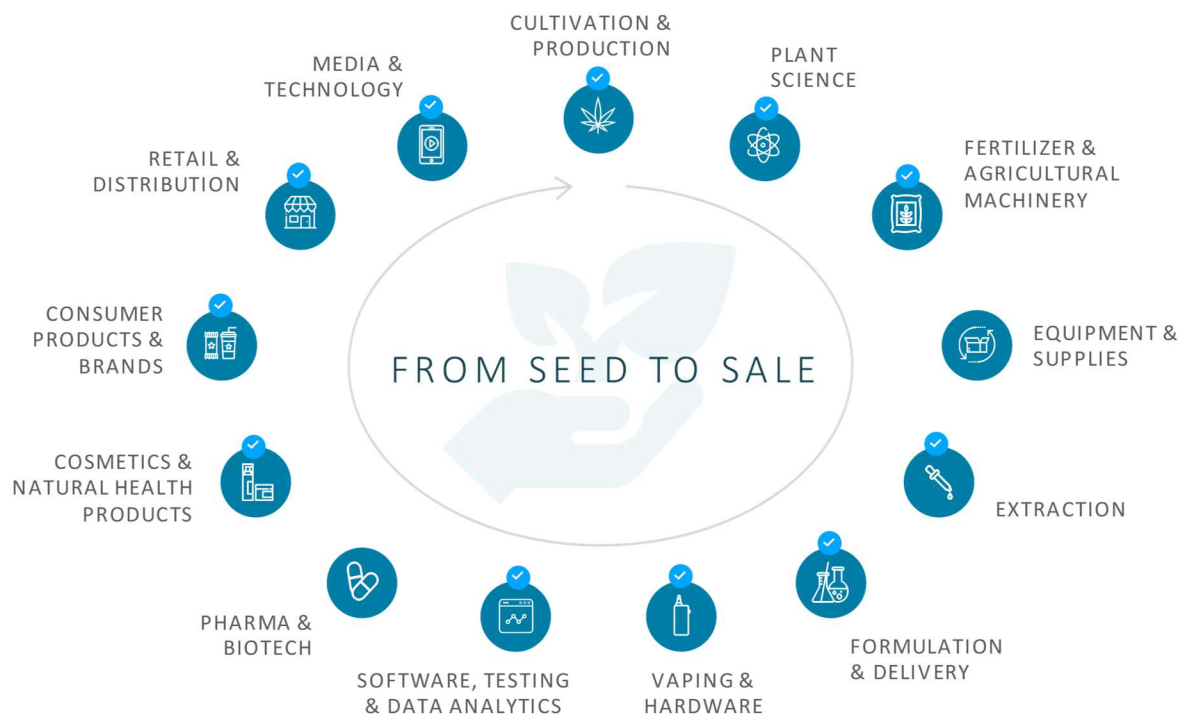 CULTIVATION &
PRODUCTION
PLANT
SCIENCE
FERTILIZER &
AGRICULTURAL
MACHINERY
EQUIPMENT &
SUPPLIES
EXTRACTION
FORMULATION
& DELIVERY
VAPING &
HARDWARE
SOFTWARE, TESTING
& DATA ANALYTICS
PHARMA &
BIOTECH
COSMETICS &
NATURAL HEALTH
PRODUCTS
CONSUMER
PRODUCTS &
BRANDS
RETAIL &
DISTRIBUTION
MEDIA &
TECHNOLOGY
FROM SEED TO SALE